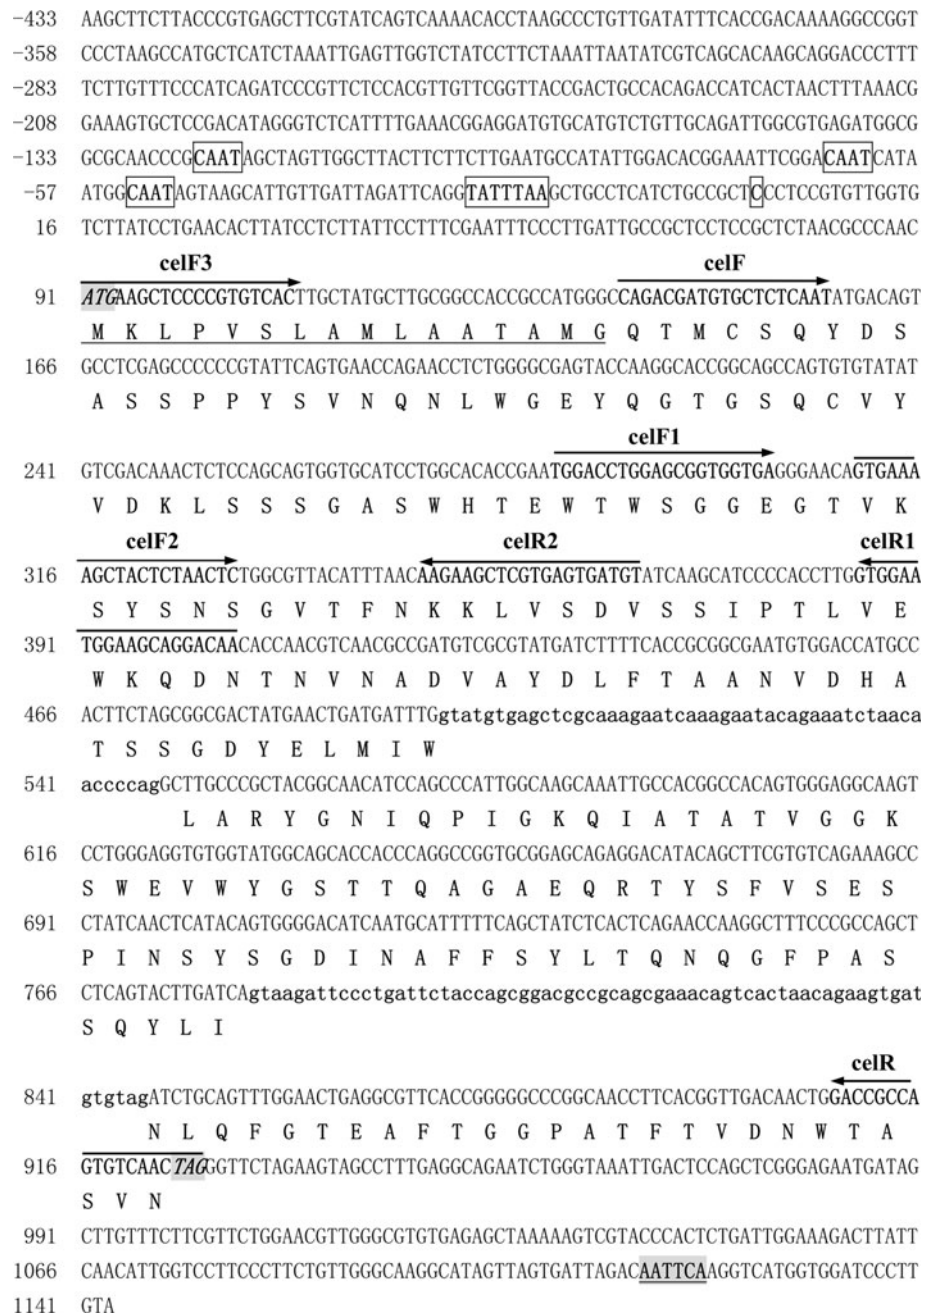 -433 AAGCTTCTTACCCGTGAGCTTCGTATCAGTCAAAACACCTAAGCCCTGTTGATATTTCACCGACAAAAGGCCGGT
-358 CCCTAAGCCATGCTCATCTAAATTGAGTTGGTCTATCCTTCTAAATTAATATCGTCAGCACAAGCAGGACCCTTT
-283 TCTTGTTTCCCATCAGATCCCGTTCTCCACGTTGTTCGGTTACCGACTGCCACAGACCATCACTAACTTTAAACG
-208 GAAAGTGCTCCGACATAGGGTCTCATTTTGAAACGGAGGATGTGCATGTCTGTTGCAGATTGGCGTGAGATGGCG
-133 GCGCAACCCGCAATAGCTAGTTGGCTTACTTCTTCTTGAATGCCATATTGGACACGGAAATTCGGACAATCATA
-57 ATGGCAATAGTAAGCATTGTTGATTAGATTCAGGTATTTAAGCTGCCTCATCTGCCGCTCCCTCCGTGTTGGTG
16 TCTTATCCTGAACACTTATCCTCTTATTCCTTTCGAATTTCCCTTGATTGCCGCTCCTCCGCTCTAACGCCCAAC
celF3 celF
91 ATGAAGCTCCCCGTGTCACTTGCTATGCTTGCGGCCACCGCCATGGGCCAGACGATGTGCTCTCAATATGACAGT
M K L P V S L A M L A A T A M G Q T M C S Q Y D S
166 GCCTCGAGCCCCCCGTATTCAGTGAACCAGAACCTCTGGGGCGAGTACCAAGGCACCGGCAGCCAGTGTGTATAT
A S S P P Y S V N Q N L W G E Y Q G T G S Q C V Y
celF1
241 GTCGACAAACTCTCCAGCAGTGGTGCATCCTGGCACACCGAATGGACCTGGAGCGGTGGTGAGGGAACAGTGAAA
V D K L S S S G A S W H T E W T W S G G E G T V K
celF2 celR2 celR1
316 AGCTACTCTAACTCTGGCGTTACATTTAACAAGAAGCTCGTGAGTGATGTATCAAGCATCCCCACCTTGGTGGAA
S Y S N S G V T F N K K L V S D V S S I P T L V E
391 TGGAAGCAGGACAACACCAACGTCAACGCCGATGTCGCGTATGATCTTTTCACCGCGGCGAATGTGGACCATGCC
W K Q D N T N V N A D V A Y D L F T A A N V D H A
466 ACTTCTAGCGGCGACTATGAACTGATGATTTGgtatgtgagctcgcaaagaatcaaagaatacagaaatctaaca
T S S G D Y E L M I W
541 accccagGCTTGCCCGCTACGGCAACATCCAGCCCATTGGCAAGCAAATTGCCACGGCCACAGTGGGAGGCAAGT
L A R Y G N I Q P I G K Q I A T A T V G G K
616 CCTGGGAGGTGTGGTATGGCAGCACCACCCAGGCCGGTGCGGAGCAGAGGACATACAGCTTCGTGTCAGAAAGCC
S W E V W Y G S T T Q A G A E Q R T Y S F V S E S
691 CTATCAACTCATACAGTGGGGACATCAATGCATTTTTCAGCTATCTCACTCAGAACCAAGGCTTTCCCGCCAGCT
P I N S Y S G D I N A F F S Y L T Q N Q G F P A S
766 CTCAGTACTTGATCAgtaagattccctgattctaccagcggacgccgcagcgaaacagtcactaacagaagtgat
S Q Y L I
celR
841 gtgtagATCTGCAGTTTGGAACTGAGGCGTTCACCGGGGGCCCGGCAACCTTCACGGTTGACAACTGGACCGCCA
N L Q F G T E A F T G G P A T F T V D N W T A
916 GTGTCAACTAGGGTTCTAGAAGTAGCCTTTGAGGCAGAATCTGGGTAAATTGACTCCAGCTCGGGAGAATGATAG
S V N
991 CTTGTTTCTTCGTTCTGGAACGTTGGGCGTGTGAGAGCTAAAAAGTCGTACCCACTCTGATTGGAAAGACTTATT
1066 CAACATTGGTCCTTCCCTTCTGTTGGGCAAGGCATAGTTAGTGATTAGACAATTCAAGGTCATGGTGGATCCCTT
1141 GTA